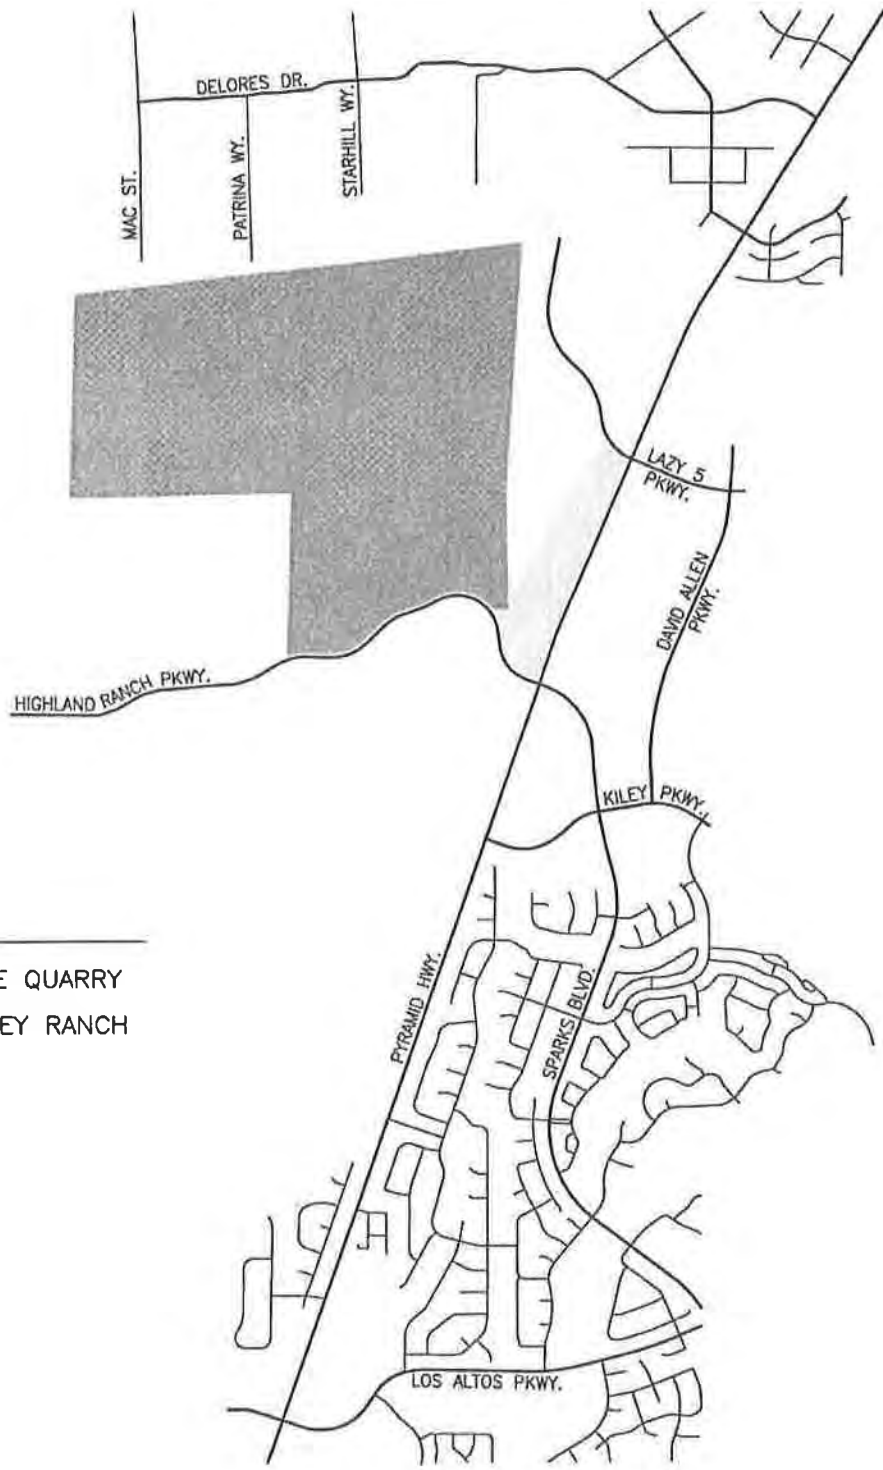 DELORES DR.
MAC ST.
PATRINA WY.
STARHILL WY.
LAZY 5
PKWY.
DAVID ALLEN
PKWY.
HIGHLAND RANCH PKWY.
KILEY PKWY.
E QUARRY
EY RANCH
PYRAMID HWY.
SPARKS BLVD.
LOS ALTOS PKWY.